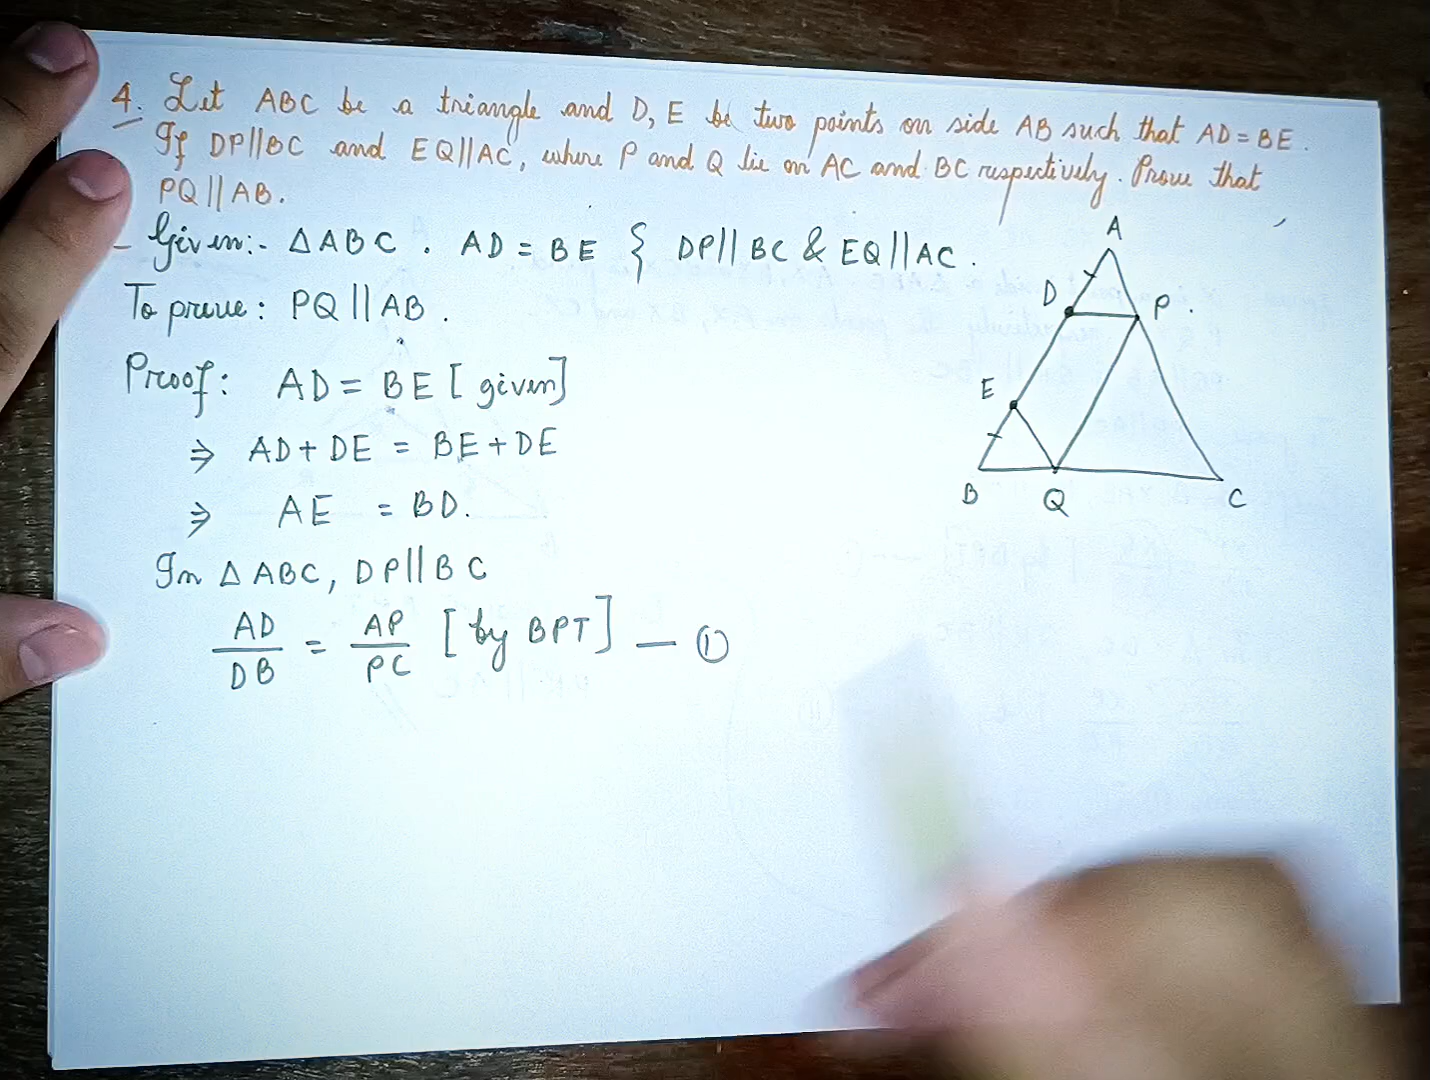 4. Let ABC be a triangle and D, E be two points on side AB such that AD = BE.
If DP||BC and EQ||AC, where P and Q lie on AC and BC respectively. Prove that
PQ || AB.
Given:- △ABC. AD = BE { DP|| BC & EQ||AC.
To prove: PQ || AB.
Proof: AD = BE [given]
⇒ AD + DE = BE + DE
⇒ AE = BD.
In △ABC, DP||BC
AD/DB = AP/PC [by BPT] — ①
A
D
P.
E
B
Q
C